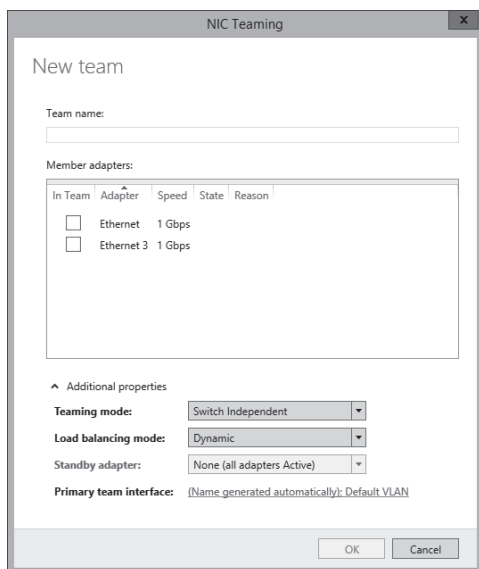 NIC Teaming
x
New team
Team name:
Member adapters:
In Team Adapter Speed State Reason
Ethernet 1 Gbps
Ethernet 3 1 Gbps
Additional properties
Teaming mode: Switch Independent
Load balancing mode: Dynamic
Standby adapter: None (all adapters Active)
Primary team interface: (Name generated automatically); Default VLAN
OK Cancel